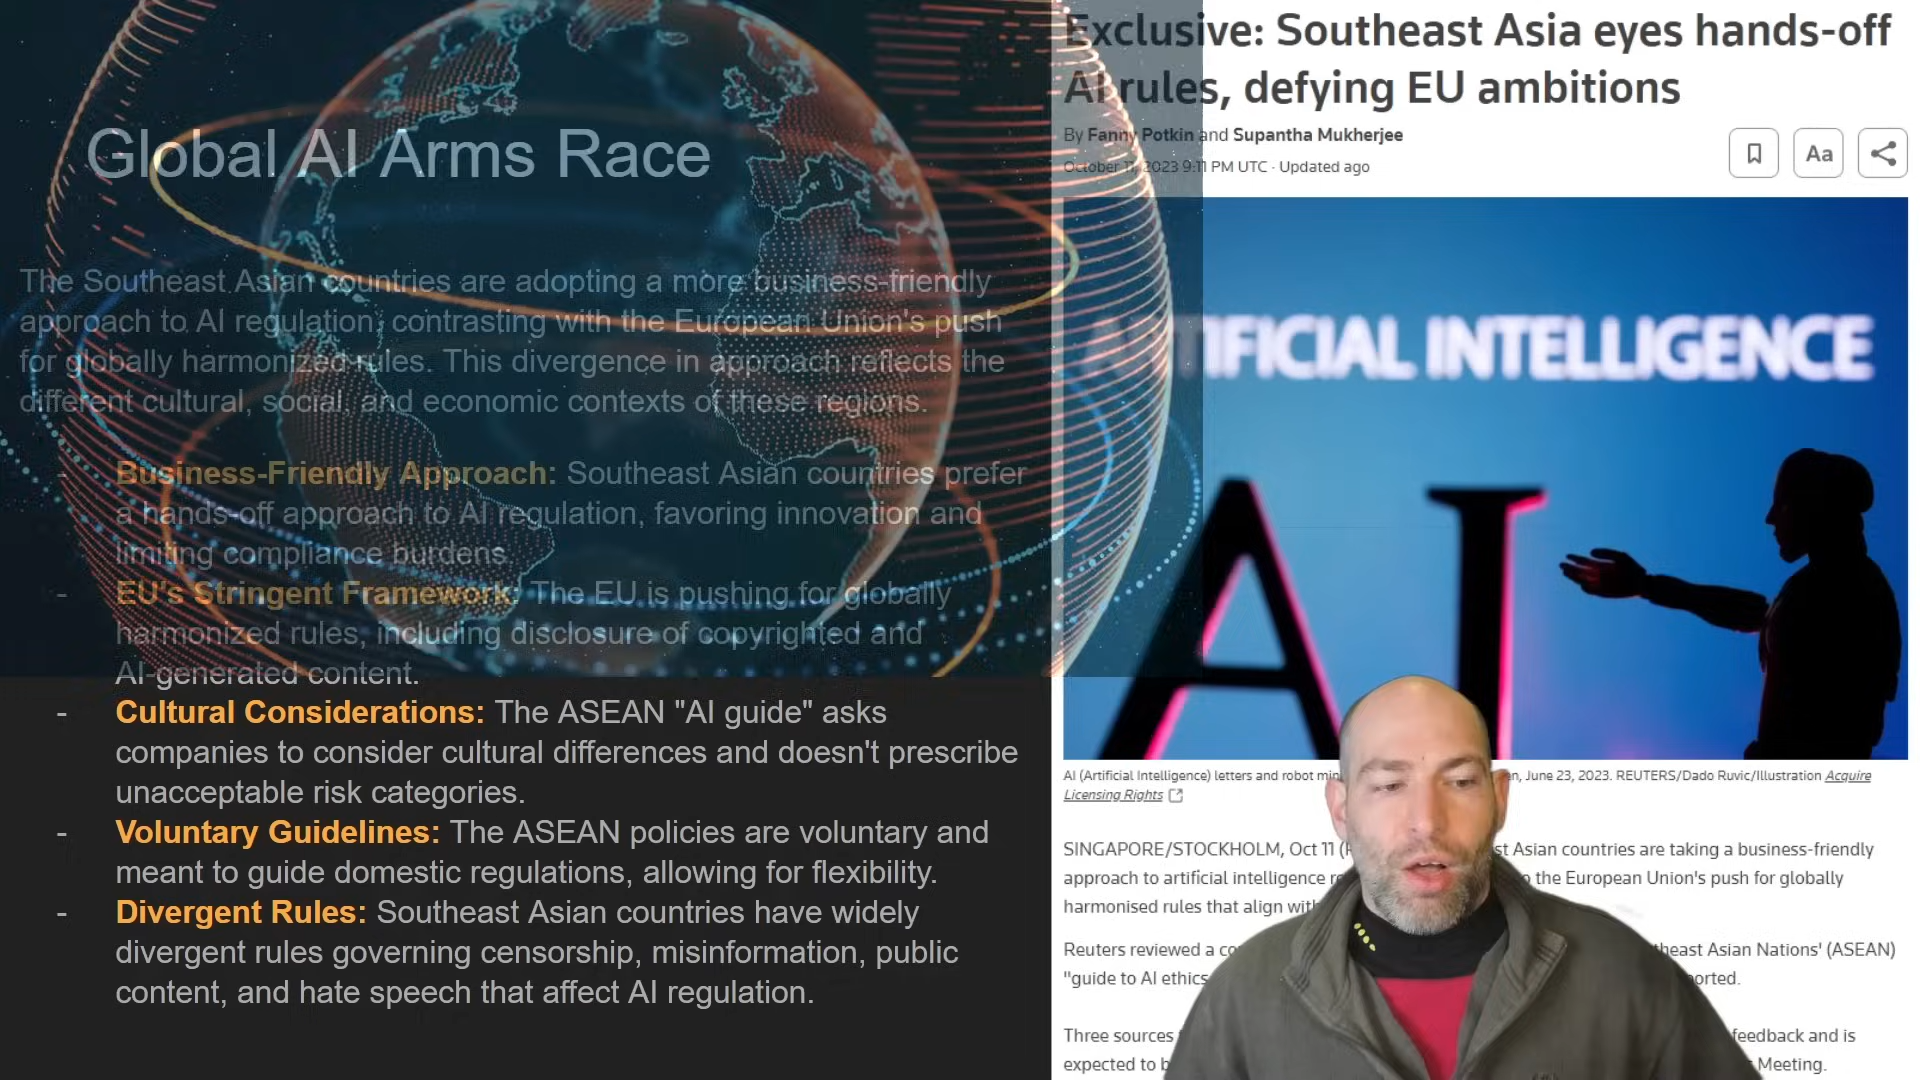 Global AI Arms Race
The Southeast Asian countries are adopting a more business-friendly
approach to AI regulation, contrasting with the European Union's push
for globally harmonized rules. This divergence in approach reflects the
different cultural, social, and economic contexts of these regions.
- Business-Friendly Approach: Southeast Asian countries prefer
a hands-off approach to AI regulation, favoring innovation and
limiting compliance burdens
- EU's Stringent Framework: The EU is pushing for globally
harmonized rules, including disclosure of copyrighted and
AI-generated content.
- Cultural Considerations: The ASEAN "AI guide" asks
companies to consider cultural differences and doesn't prescribe
unacceptable risk categories.
- Voluntary Guidelines: The ASEAN policies are voluntary and
meant to guide domestic regulations, allowing for flexibility.
- Divergent Rules: Southeast Asian countries have widely
divergent rules governing censorship, misinformation, public
content, and hate speech that affect AI regulation.
Exclusive: Southeast Asia eyes hands-off
AI rules, defying EU ambitions
By Fanny Potkin and Supantha Mukherjee
October 11, 2023 9:11 PM UTC · Updated ago
Aa
INTELLIGENCE
AI
AI (Artificial Intelligence) letters and robot June 23, 2023. REUTERS/Dado Ruvic/Illustration Acquire
Licensing Rights
SINGAPORE/STOCKHOLM, Oct 11 Asian countries are taking a business-friendly
approach to artificial intelligence the European Union's push for globally
harmonised rules that align
Reuters reviewed a Asian Nations' (ASEAN)
"guide to AI ethics
Three sources feedback and is
expected to Meeting.